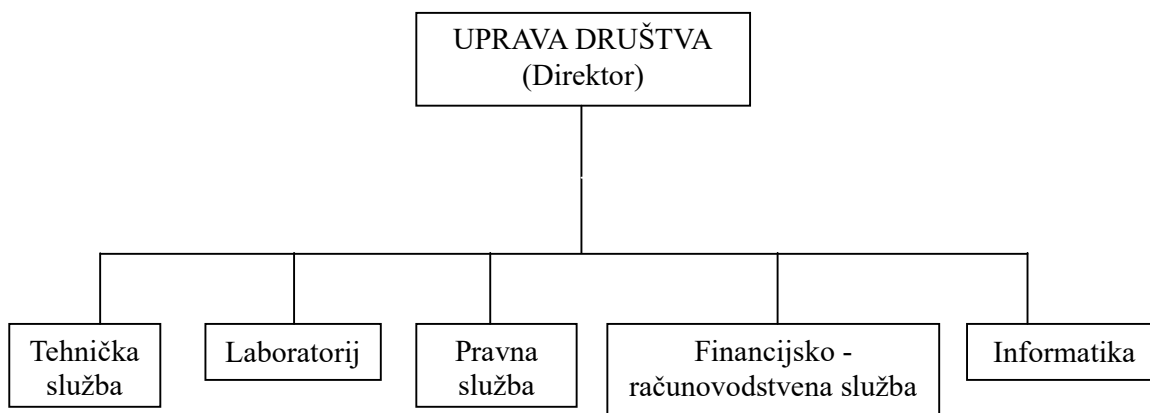 UPRAVA DRUŠTVA
(Direktor)
Tehnička
služba
Laboratorij
Pravna
služba
Financijsko -
računovodstvena služba
Informatika